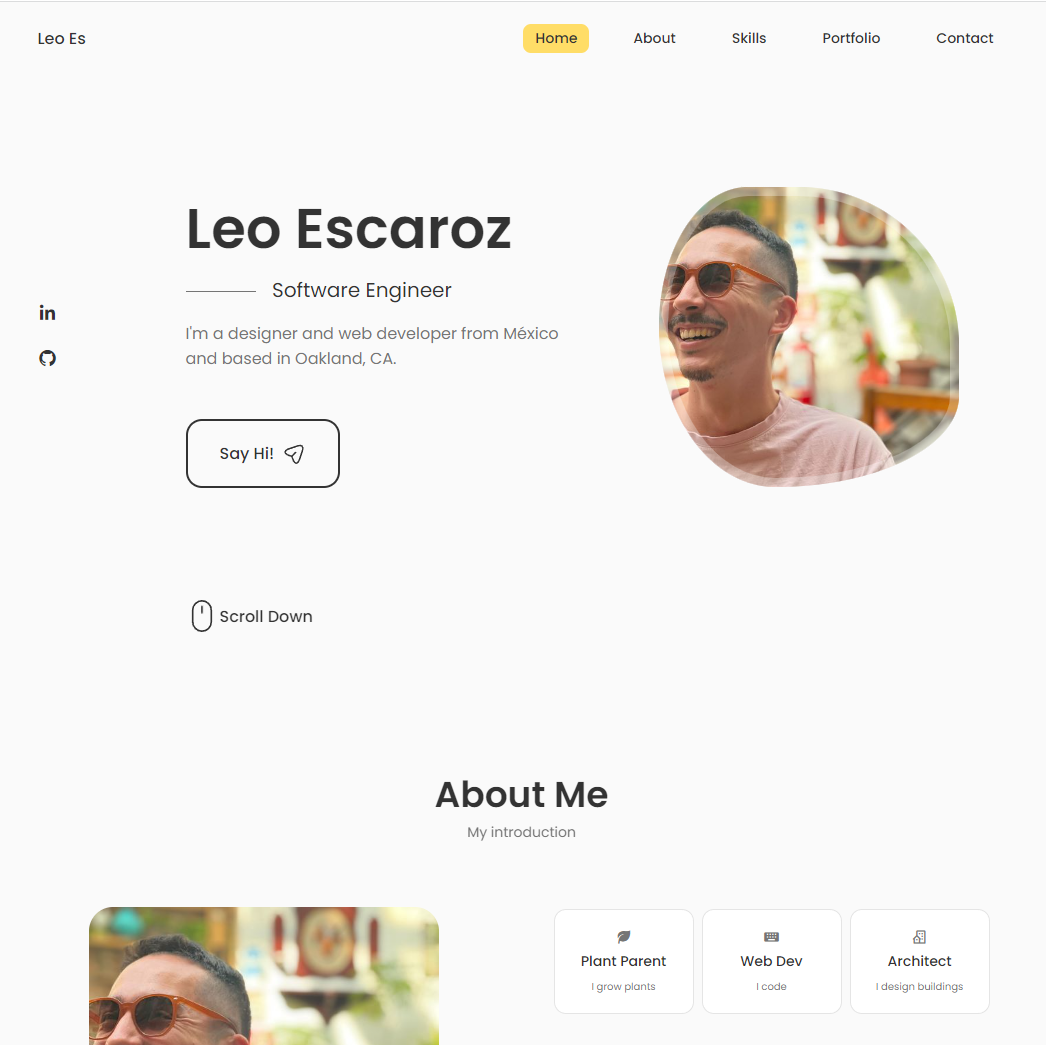 Leo Es
Home About Skills Portfolio Contact
Leo Escaroz
Software Engineer
I'm a designer and web developer from México
and based in Oakland, CA.
in
Say Hi!
Scroll Down
About Me
My introduction
Plant Parent
I grow plants
Web Dev
I code
Architect
I design buildings